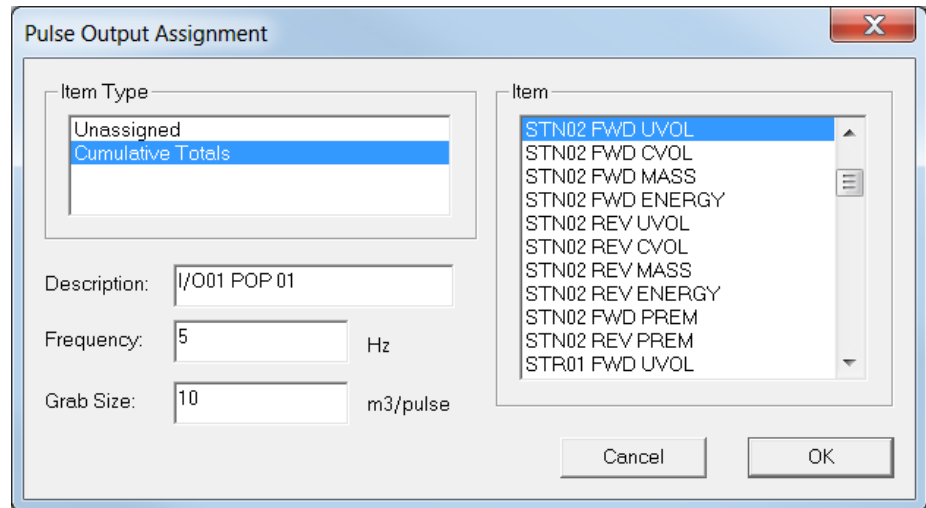 Pulse Output Assignment
X
Item Type
Unassigned
Cumulative Totals
Description: I/O01 POP 01
Frequency: 5 Hz
Grab Size: 10 m3/pulse
Item
STN02 FWD UVOL
STN02 FWD CVOL
STN02 FWD MASS
STN02 FWD ENERGY
STN02 REV UVOL
STN02 REV CVOL
STN02 REV MASS
STN02 REV ENERGY
STN02 FWD PREM
STN02 REV PREM
STR01 FWD UVOL
Cancel OK